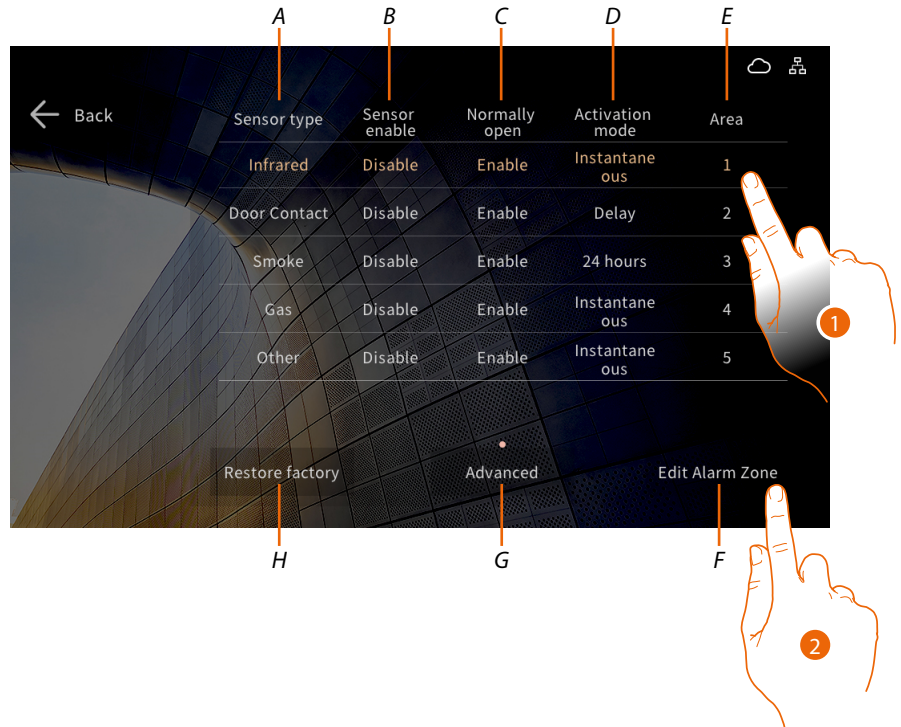 A B C D E
Back
Sensor type Sensor enable Normally open Activation mode Area
Infrared Disable Enable Instantane ous 1
Door Contact Disable Enable Delay 2
Smoke Disable Enable 24 hours 3
Gas Disable Enable Instantane ous 4
Other Disable Enable Instantane ous 5
1
Restore factory Advanced Edit Alarm Zone
H G F
2